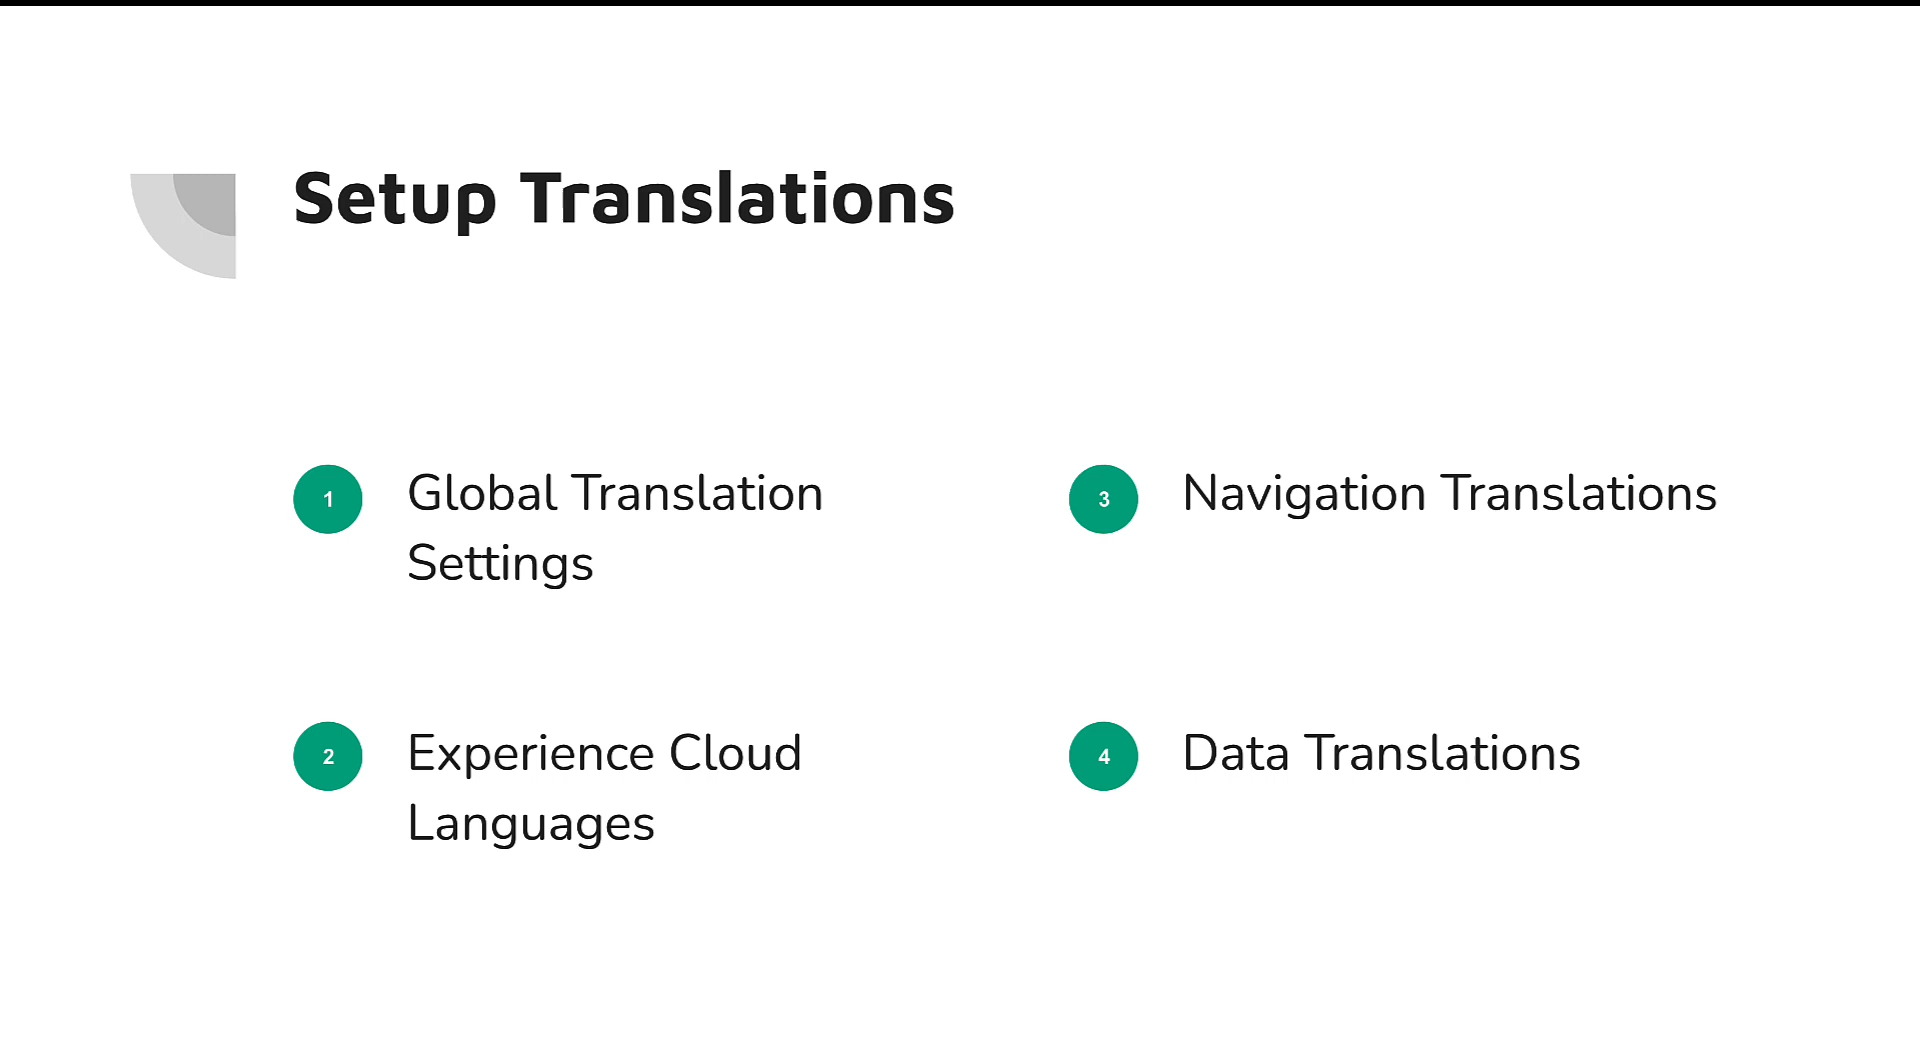 Setup Translations
1 Global Translation
Settings
2 Experience Cloud
Languages
3 Navigation Translations
4 Data Translations